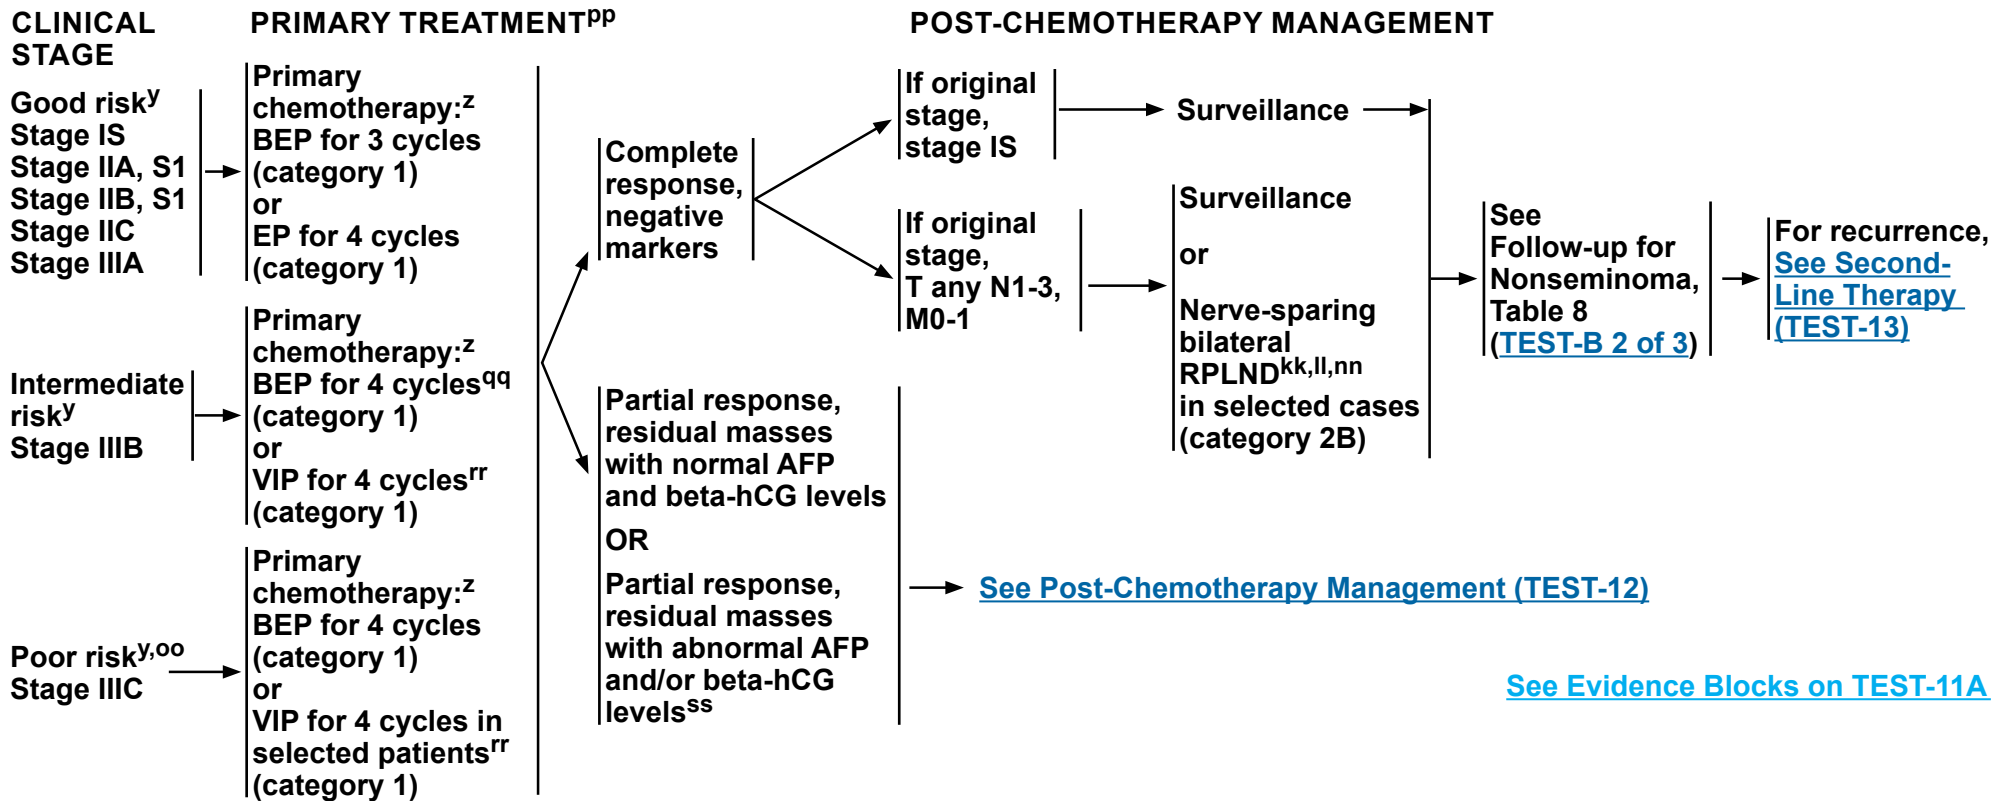 CLINICAL
STAGE
PRIMARY TREATMENTpp
POST-CHEMOTHERAPY MANAGEMENT
Good risky
Stage IS
Stage IIA, S1
Stage IIB, S1
Stage IIC
Stage IIIA
Primary
chemotherapy:z
BEP for 3 cycles
(category 1)
or
EP for 4 cycles
(category 1)
Intermediate
risky
Stage IIIB
Primary
chemotherapy:z
BEP for 4 cyclesqq
(category 1)
or
VIP for 4 cyclesrr
(category 1)
Poor risky,oo
Stage IIIC
Primary
chemotherapy:z
BEP for 4 cycles
(category 1)
or
VIP for 4 cycles in
selected patientsrr
(category 1)
Complete
response,
negative
markers
If original
stage,
stage IS
Surveillance
If original
stage,
T any N1-3,
M0-1
Surveillance
or
Nerve-sparing
bilateral
RPLNDkk,ll,nn
in selected cases
(category 2B)
See
Follow-up for
Nonseminoma,
Table 8
(TEST-B 2 of 3)
For recurrence,
See Second-
Line Therapy
(TEST-13)
Partial response,
residual masses
with normal AFP
and beta-hCG levels
OR
Partial response,
residual masses
with abnormal AFP
and/or beta-hCG
levelsss
See Post-Chemotherapy Management (TEST-12)
See Evidence Blocks on TEST-11A